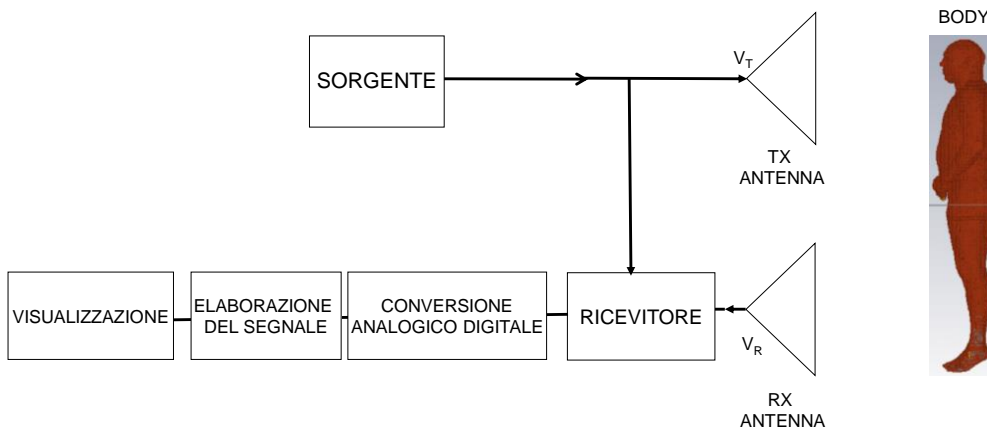 BODY
SORGENTE
V_T
TX
ANTENNA
VISUALIZZAZIONE
ELABORAZIONE
DEL SEGNALE
CONVERSIONE
ANALOGICO DIGITALE
RICEVITORE
V_R
RX
ANTENNA